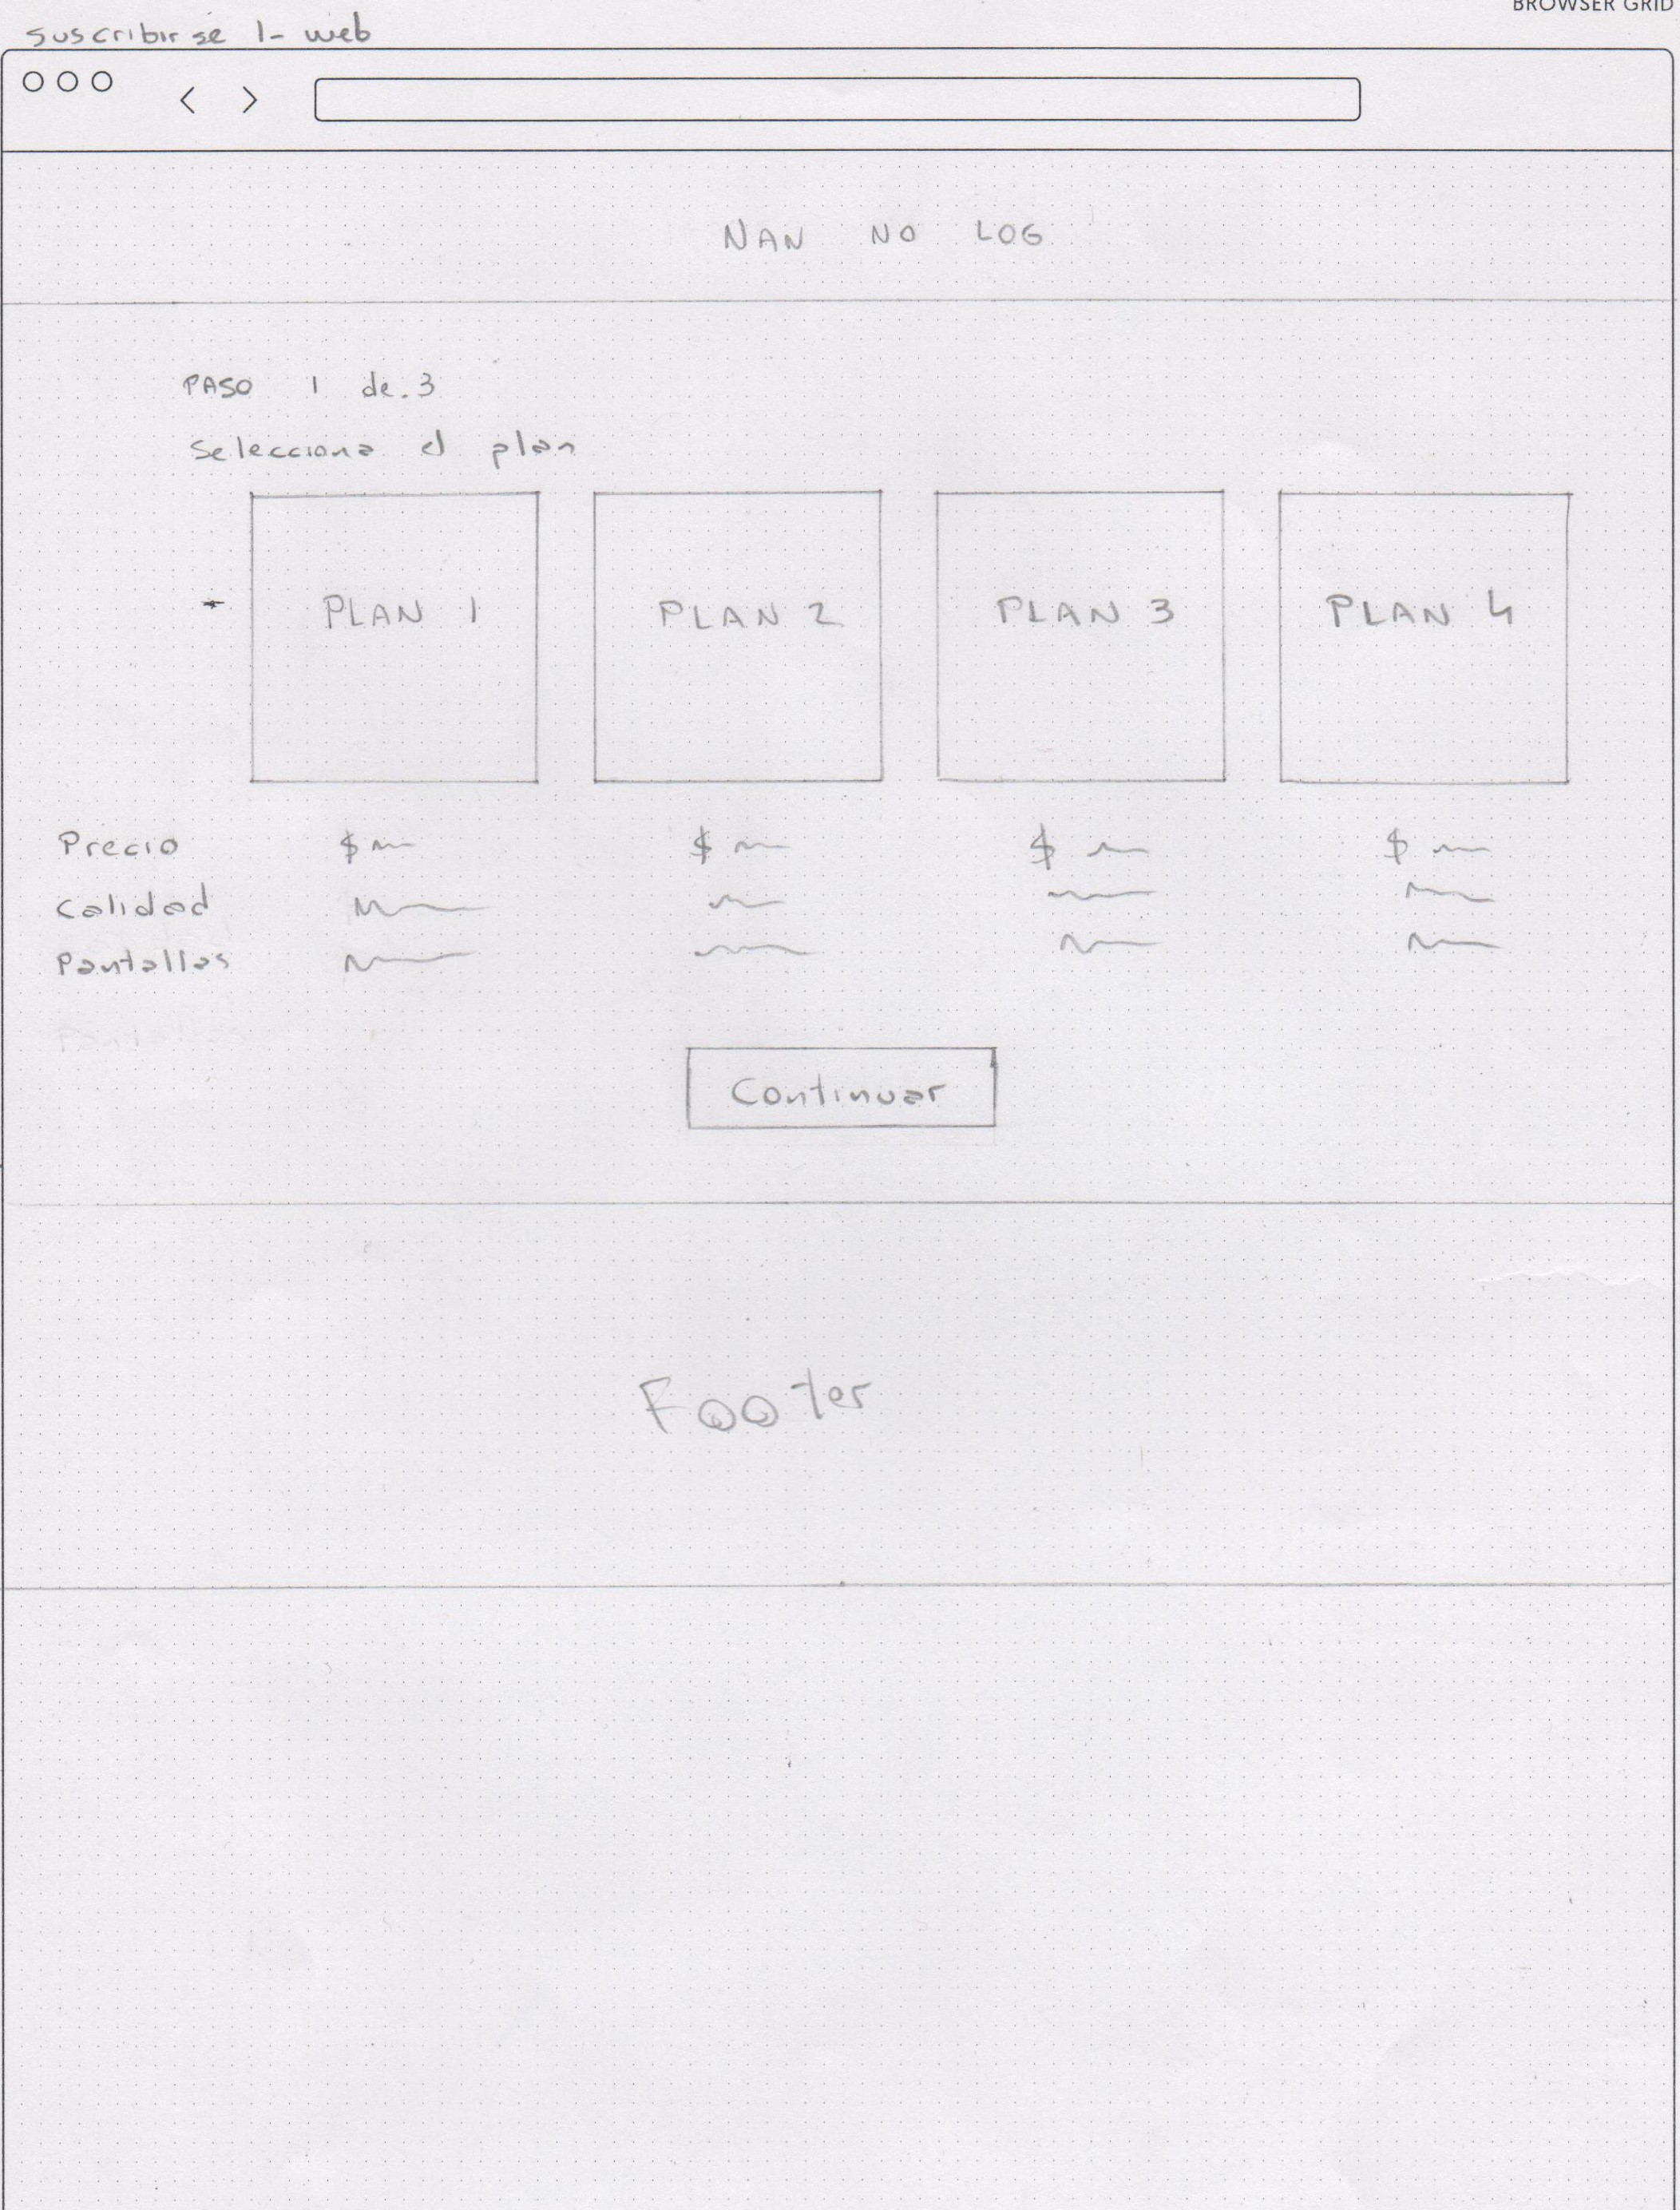 BROWSER GRID
suscribirse 1- web
NAN NO LOG
PASO 1 de 3
Selecciona el plan
PLAN 1 PLAN 2 PLAN 3 PLAN 4
Precio $ $ $ $
Calidad
Pantallas
Continuar
Footer